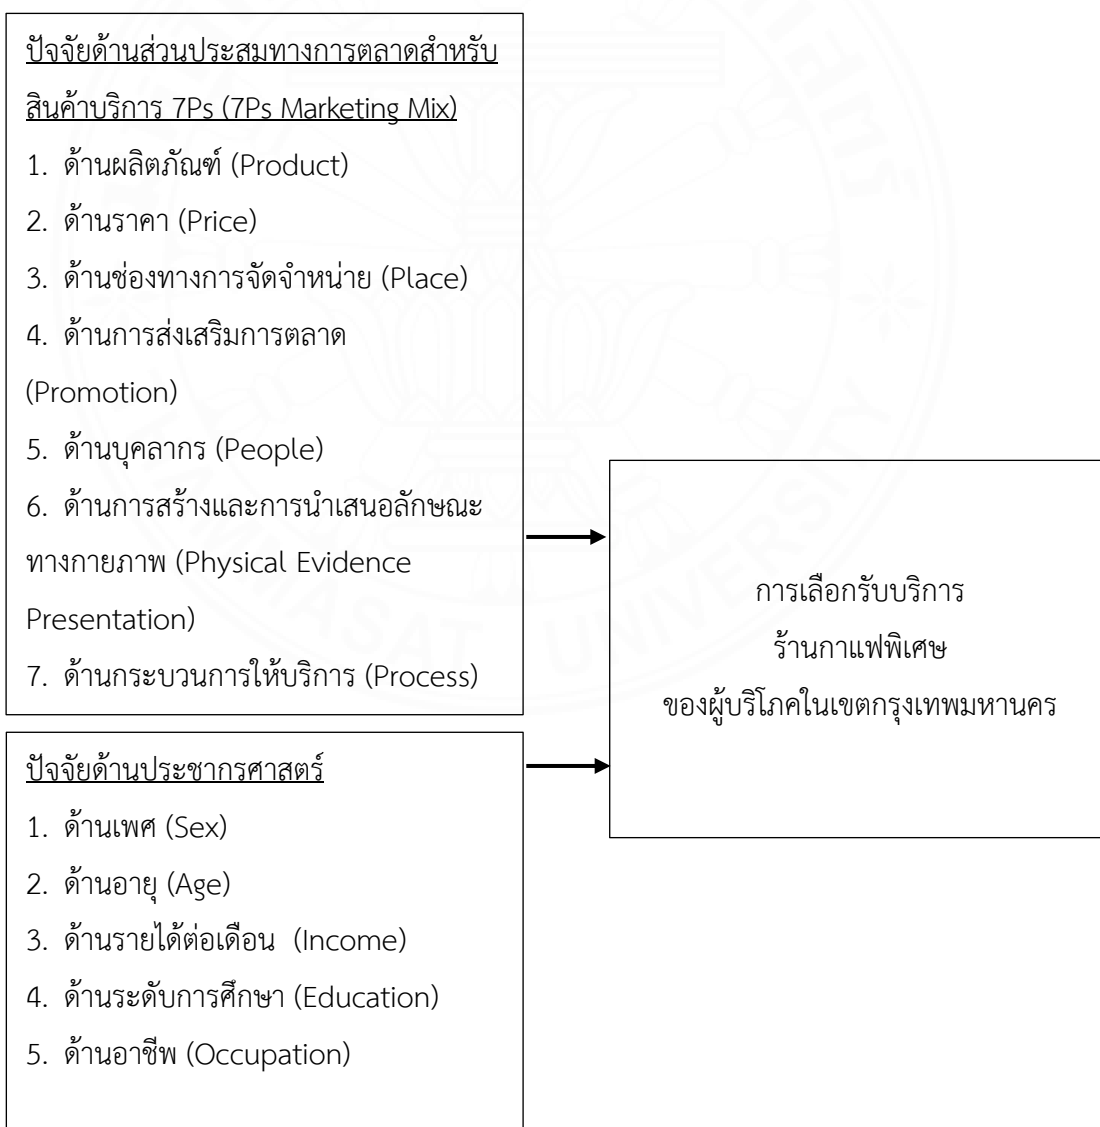 ปัจจัยด้านส่วนประสมทางการตลาดสำหรับ
สินค้าบริการ 7Ps (7Ps Marketing Mix)
1. ด้านผลิตภัณฑ์ (Product)
2. ด้านราคา (Price)
3. ด้านช่องทางการจัดจำหน่าย (Place)
4. ด้านการส่งเสริมการตลาด
(Promotion)
5. ด้านบุคลากร (People)
6. ด้านการสร้างและการนำเสนอลักษณะ
ทางกายภาพ (Physical Evidence
Presentation)
7. ด้านกระบวนการให้บริการ (Process)
การเลือกรับบริการ
ร้านกาแฟพิเศษ
ของผู้บริโภคในเขตกรุงเทพมหานคร
ปัจจัยด้านประชากรศาสตร์
1. ด้านเพศ (Sex)
2. ด้านอายุ (Age)
3. ด้านรายได้ต่อเดือน (Income)
4. ด้านระดับการศึกษา (Education)
5. ด้านอาชีพ (Occupation)